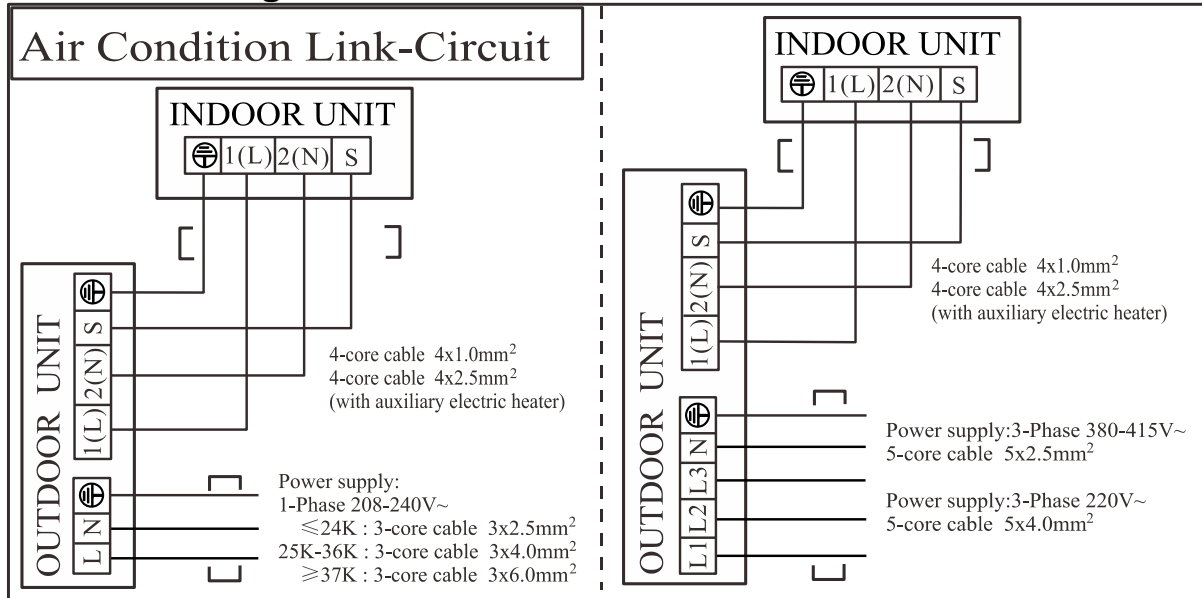 Air Condition Link-Circuit
INDOOR UNIT
1(L) 2(N) S
OUTDOOR UNIT
S
2(N)
1(L)
N
L
4-core cable 4x1.0mm²
4-core cable 4x2.5mm²
(with auxiliary electric heater)
Power supply:
1-Phase 208-240V~
≤24K : 3-core cable 3x2.5mm²
25K-36K : 3-core cable 3x4.0mm²
≥37K : 3-core cable 3x6.0mm²
INDOOR UNIT
1(L) 2(N) S
OUTDOOR UNIT
S
2(N)
1(L)
N
L3
L2
L1
4-core cable 4x1.0mm²
4-core cable 4x2.5mm²
(with auxiliary electric heater)
Power supply:3-Phase 380-415V~
5-core cable 5x2.5mm²
Power supply:3-Phase 220V~
5-core cable 5x4.0mm²